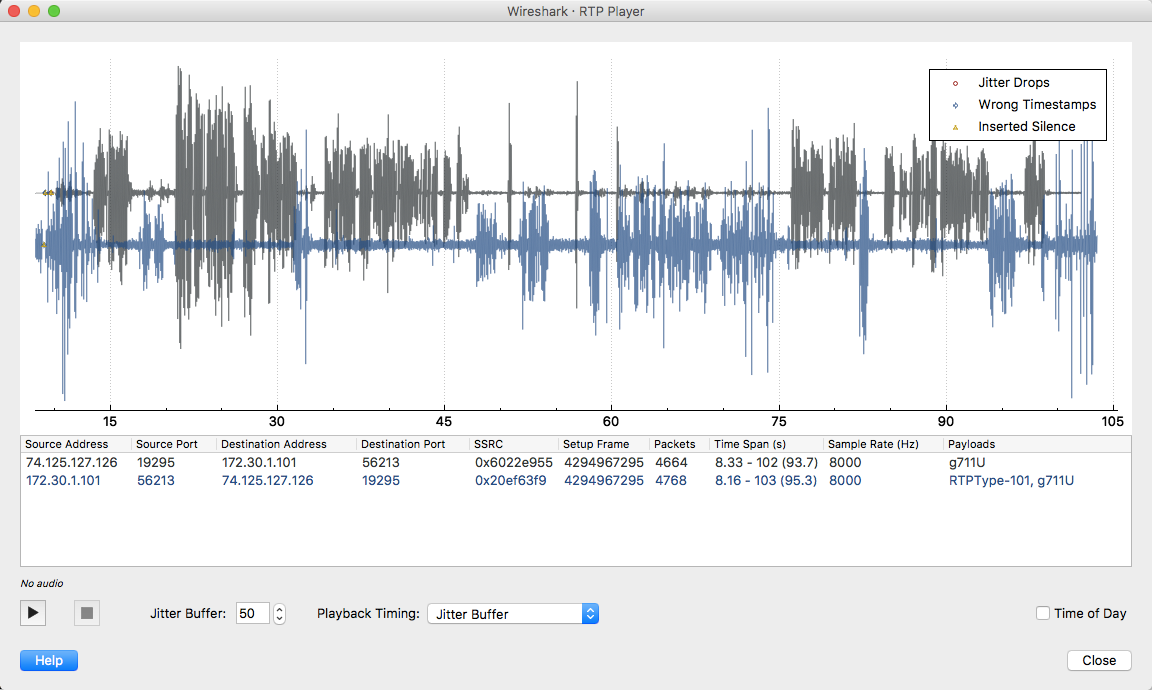 Wireshark · RTP Player
Jitter Drops
Wrong Timestamps
Inserted Silence
15 30 45 60 75 90 105
Source Address Source Port Destination Address Destination Port SSRC Setup Frame Packets Time Span (s) Sample Rate (Hz) Payloads
74.125.127.126 19295 172.30.1.101 56213 0x6022e955 4294967295 4664 8.33 - 102 (93.7) 8000 g711U
172.30.1.101 56213 74.125.127.126 19295 0x20ef63f9 4294967295 4768 8.16 - 103 (95.3) 8000 RTPType-101, g711U
No audio
Jitter Buffer: 50 Playback Timing: Jitter Buffer Time of Day
Help Close